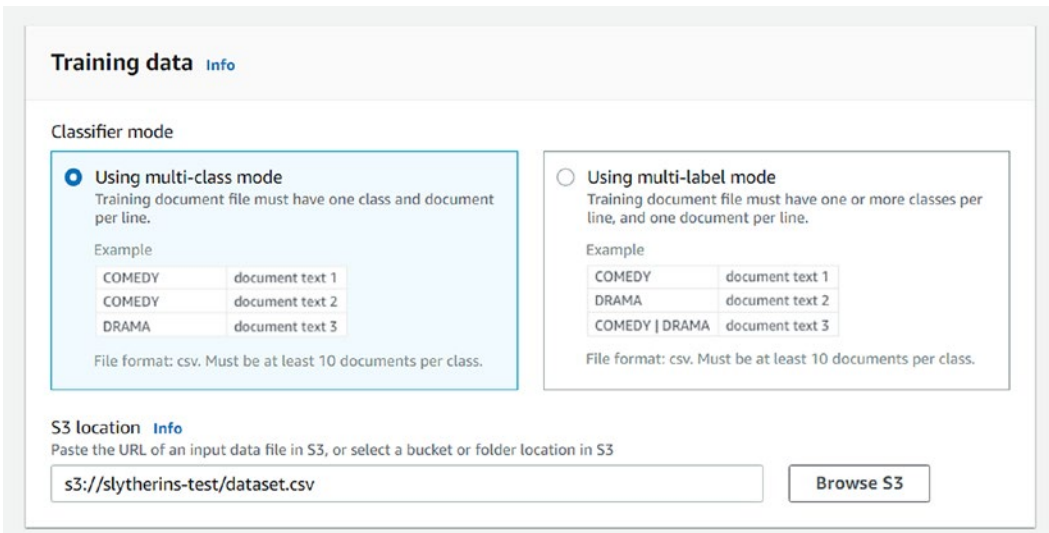 Training data Info
Classifier mode
Using multi-class mode
Training document file must have one class and document
per line.
Example
COMEDY document text 1
COMEDY document text 2
DRAMA document text 3
File format: csv. Must be at least 10 documents per class.
Using multi-label mode
Training document file must have one or more classes per
line, and one document per line.
Example
COMEDY document text 1
DRAMA document text 2
COMEDY | DRAMA document text 3
File format: csv. Must be at least 10 documents per class.
S3 location Info
Paste the URL of an input data file in S3, or select a bucket or folder location in S3
s3://slytherins-test/dataset.csv
Browse S3